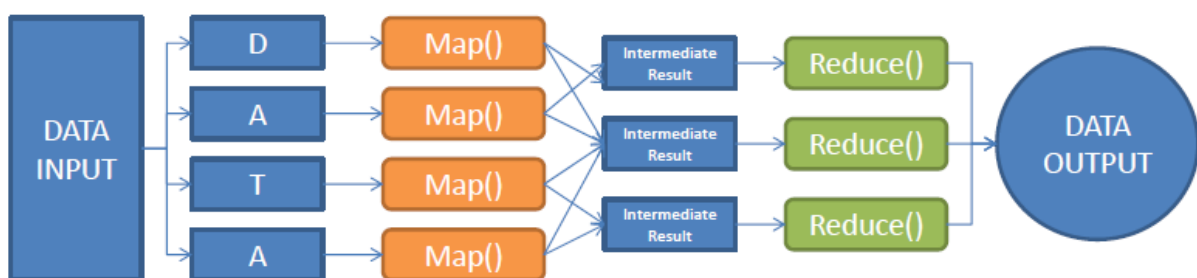 DATA
INPUT
D
A
T
A
Map()
Map()
Map()
Map()
Intermediate
Result
Intermediate
Result
Intermediate
Result
Reduce()
Reduce()
Reduce()
DATA
OUTPUT